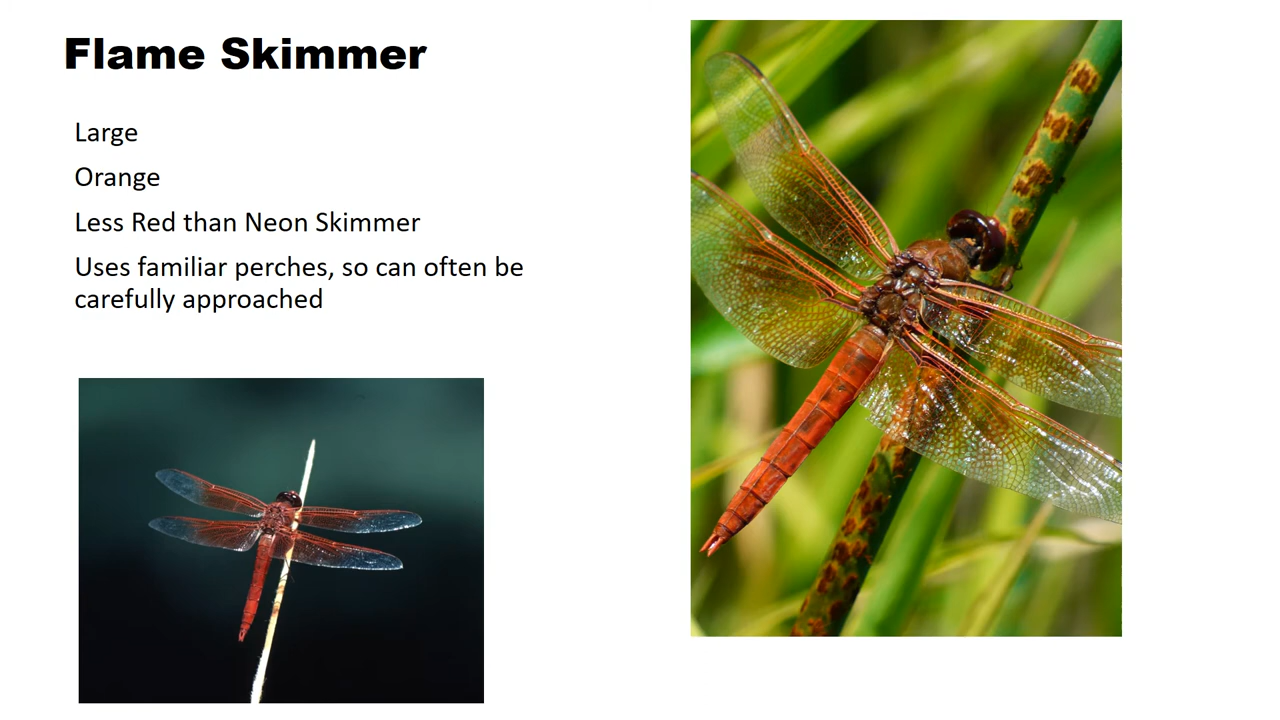 Flame Skimmer
Large
Orange
Less Red than Neon Skimmer
Uses familiar perches, so can often be
carefully approached